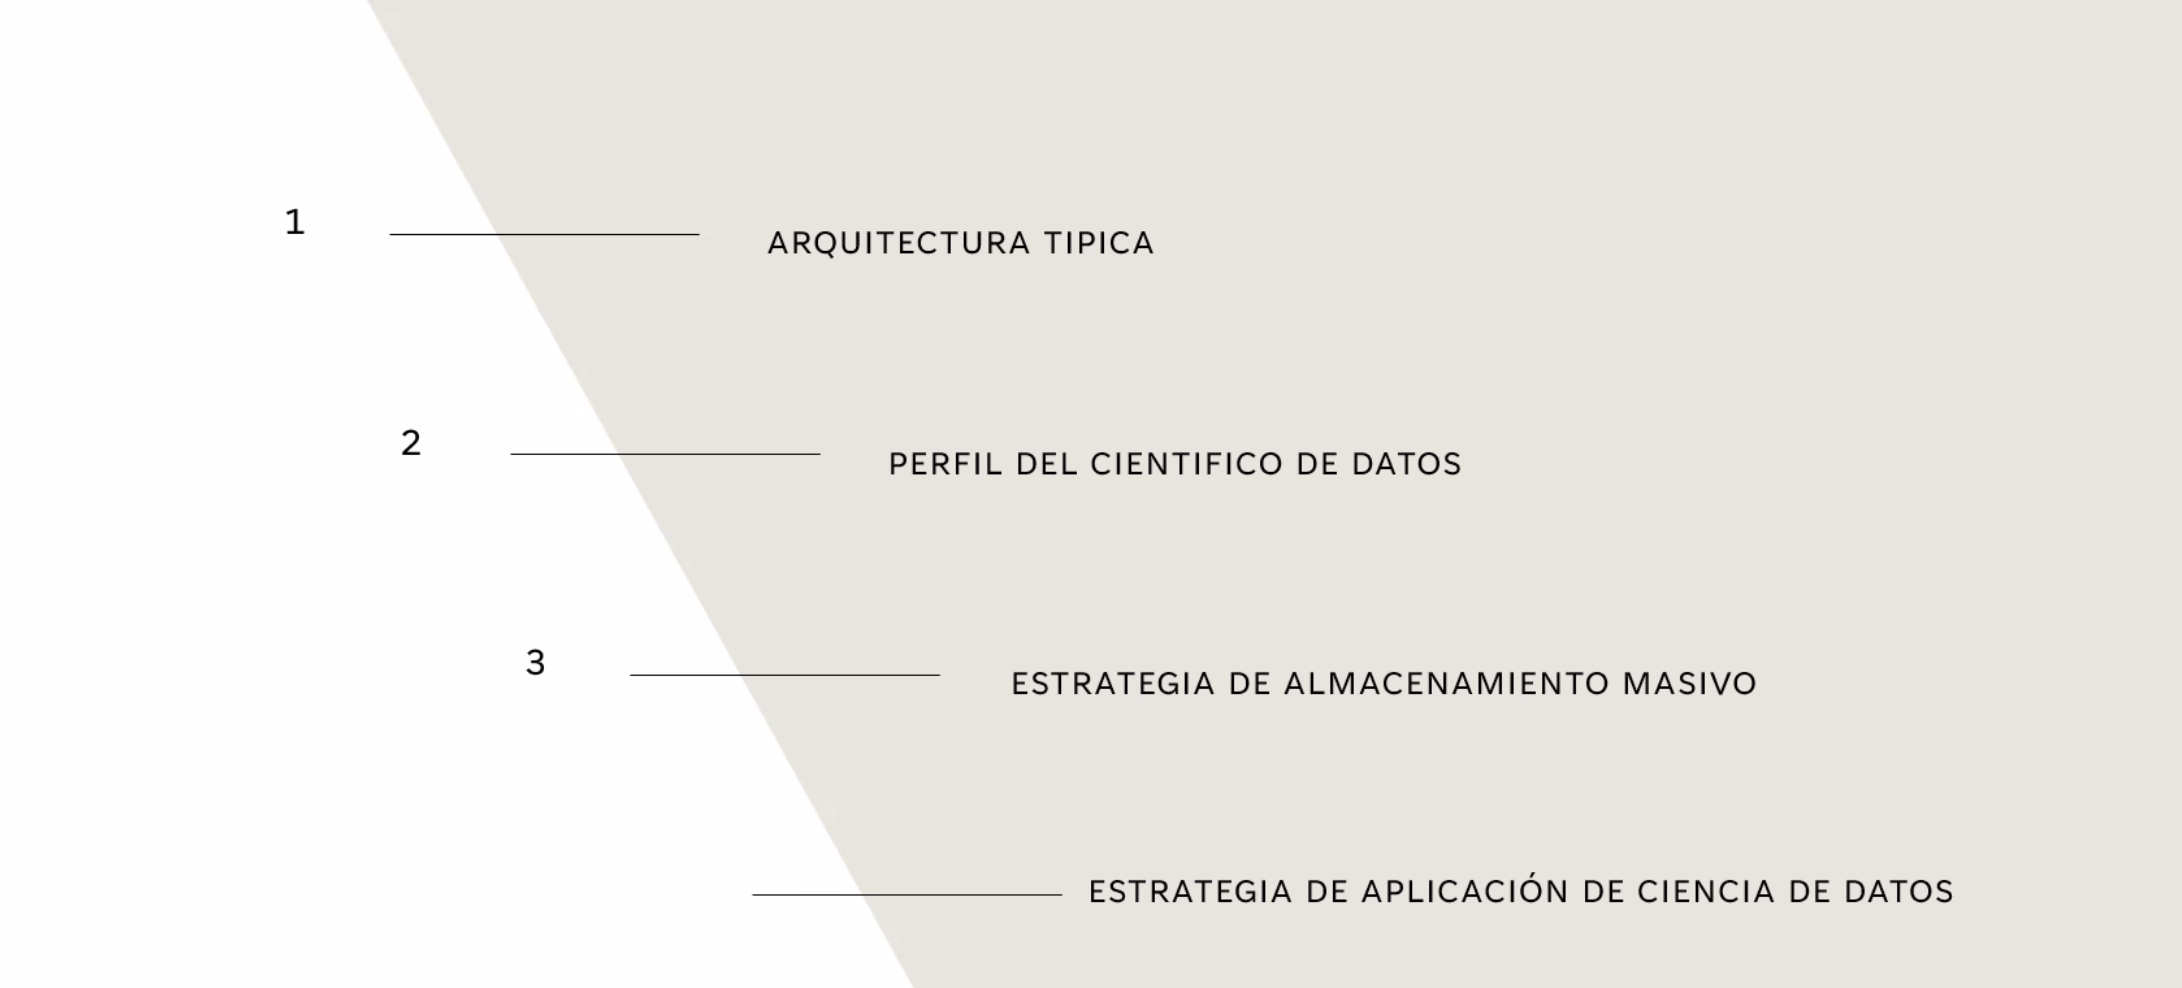 1
ARQUITECTURA TIPICA
2
PERFIL DEL CIENTIFICO DE DATOS
3
ESTRATEGIA DE ALMACENAMIENTO MASIVO
ESTRATEGIA DE APLICACIÓN DE CIENCIA DE DATOS